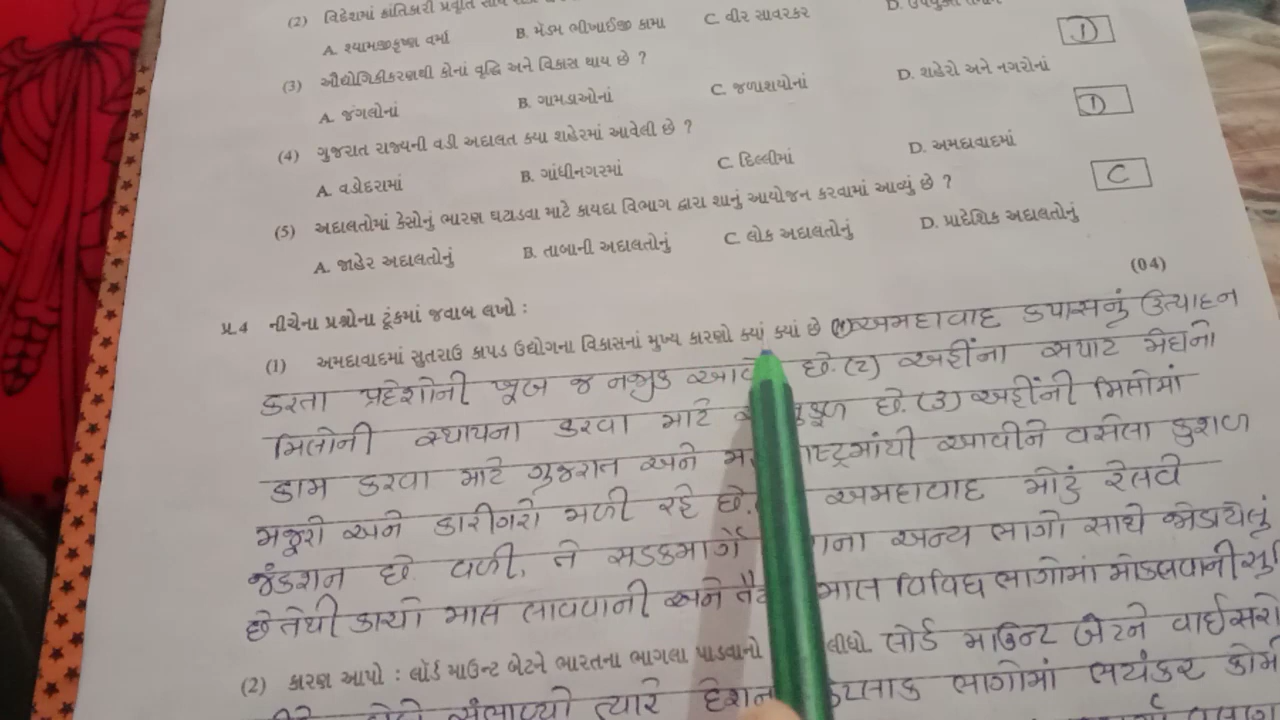 (2) વિદેશમાં ક્રાંતિકારી પ્રવૃત્તિ
A. શ્યામજીકૃષ્ણ વર્મા B. મૅડમ ભીખાઈજી કામા C. વીર સાવરકર D.
D
(3) ઔદ્યોગિકીકરણથી કોનાં વૃદ્ધિ અને વિકાસ થાય છે ?
A. જંગલોનાં B. ગામડાઓનાં C. જળાશયોનાં D. શહેરો અને નગરોનાં
D
(4) ગુજરાત રાજ્યની વડી અદાલત ક્યા શહેરમાં આવેલી છે ?
A. વડોદરામાં B. ગાંધીનગરમાં C. દિલ્લીમાં D. અમદાવાદમાં
C
(5) અદાલતોમાં કેસોનું ભારણ ઘટાડવા માટે કાયદા વિભાગ દ્વારા શાનું આયોજન કરવામાં આવ્યું છે ?
A. જાહેર અદાલતોનું B. તાબાની અદાલતોનું C. લોક અદાલતોનું D. પ્રાદેશિક અદાલતોનું
પ્ર.4 નીચેના પ્રશ્નોના ટૂંકમાં જવાબ લખો : (04)
(1) અમદાવાદમાં સુતરાઉ કાપડ ઉદ્યોગના વિકાસનાં મુખ્ય કારણો ક્યાં ક્યાં છે (1) અમદાવાદ કપાસનું ઉત્પાદન
કરતા પ્રદેશોની ખૂબ જ નજીક છે. (2) અહીંના સપાટ મેદાનો
મિલોની સ્થાપના કરવા માટે છે. (3) અહીંની મિલોમાં
કામ કરવા માટે ગુજરાત અને આવીને વસેલા કુશળ
મજૂરો અને કારીગરો મળી રહે છે. અમદાવાદ મોટું રેલવે
જંકશન છે. વળી, તે સડકમાર્ગે અન્ય ભાગો સાથે જોડાયેલું
છે તેથી કાચો માલ લાવવાની અને માલ વિવિધ ભાગોમાં મોકલવાની
(2) કારણ આપો : લૉર્ડ માઉન્ટ બેટને ભારતના ભાગલા પાડવાનો લીધો. લોર્ડ માઉન્ટ બેટને
સંભાળ્યો ત્યારે કેટલાક ભાગોમાં ભયંકર